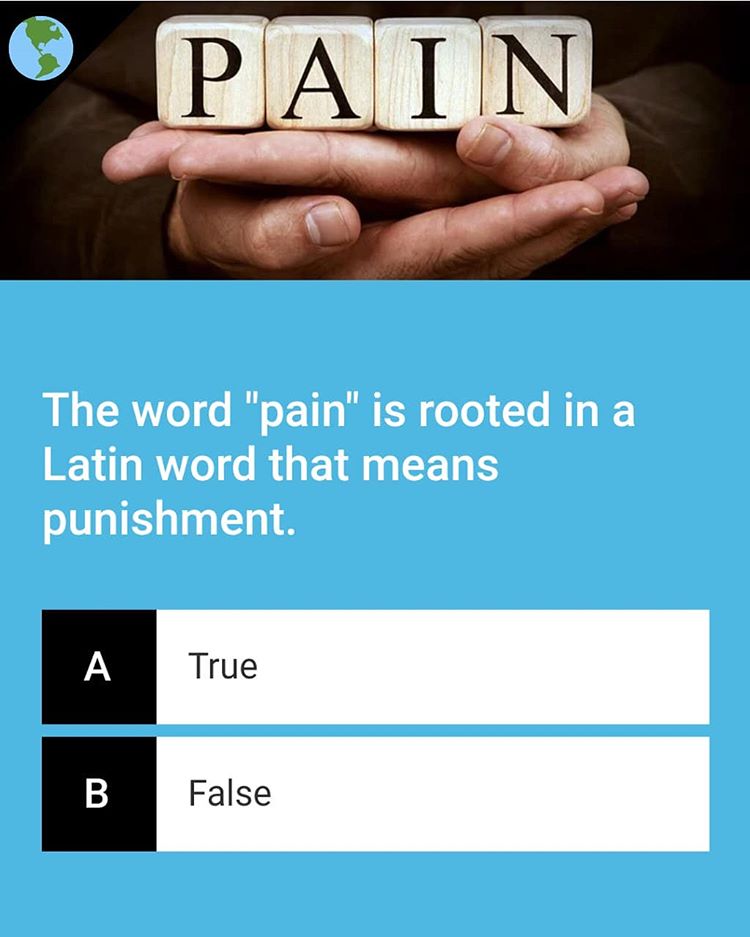 PAIN
The word "pain" is rooted in a
Latin word that means
punishment.
A True
B False